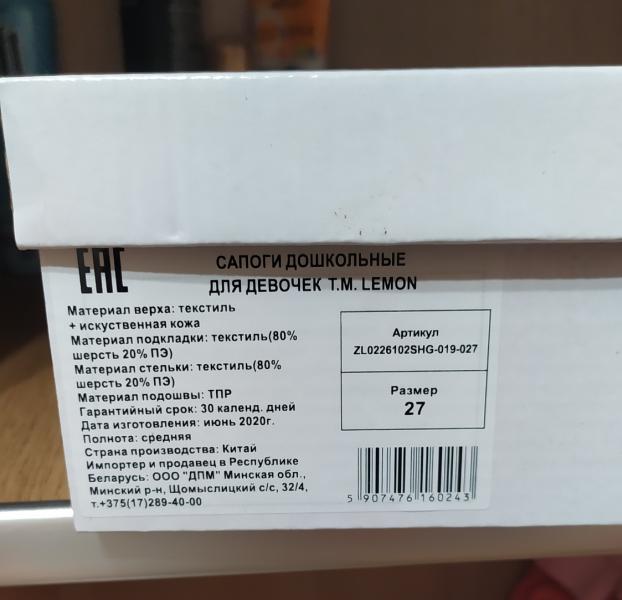 EAC
САПОГИ ДОШКОЛЬНЫЕ
ДЛЯ ДЕВОЧЕК Т.М. LEMON
Материал верха: текстиль
+ искуственная кожа
Материал подкладки: текстиль(80%
шерсть 20% ПЭ)
Материал стельки: текстиль(80%
шерсть 20% ПЭ)
Материал подошвы: ТПР
Гарантийный срок: 30 календ. дней
Дата изготовления: июнь 2020г.
Полнота: средняя
Страна производства: Китай
Импортер и продавец в Республике
Беларусь: ООО "ДПМ" Минская обл.,
Минский р-н, Щомыслицкий с/с, 32/4,
т.+375(17)289-40-00
Артикул
ZL0226102SHG-019-027
Размер
27
5 907476 160243